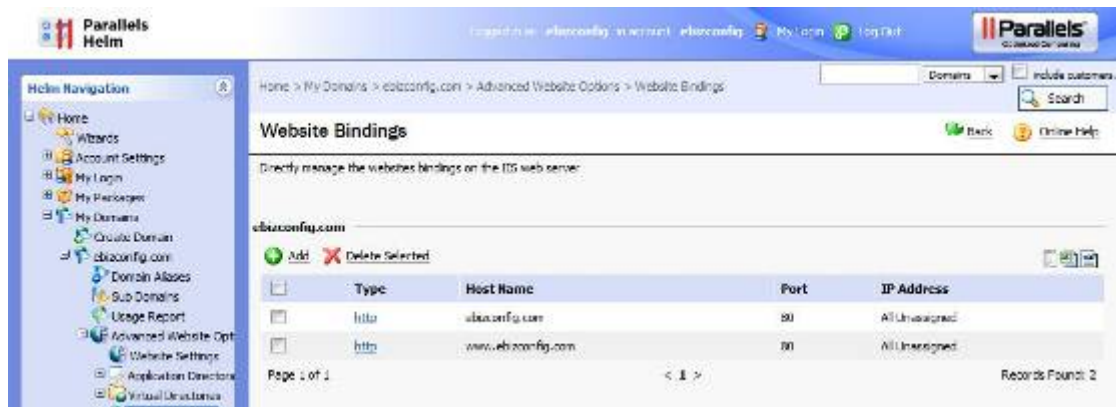 Parallels
Helm
Logged in as ebizconfig in account ebizconfig My Login Log Out
Parallels
Helm Navigation
Home
Wizards
Account Settings
My Login
My Packages
My Domains
Create Domain
ebizconfig.com
Domain Aliases
Sub Domains
Usage Report
Advanced Website Opt
Website Settings
Application Director
Virtual Directories
Home > My Domains > ebizconfig.com > Advanced Website Options > Website Bindings
Domains include customers
Search
Website Bindings
Back Online Help
Directly manage the websites bindings on the IIS web server
ebizconfig.com
Add Delete Selected
Type Host Name Port IP Address
http ebizconfig.com 80 All Unassigned
http www.ebizconfig.com 80 All Unassigned
Page 1 of 1 < 1 > Records Found: 2